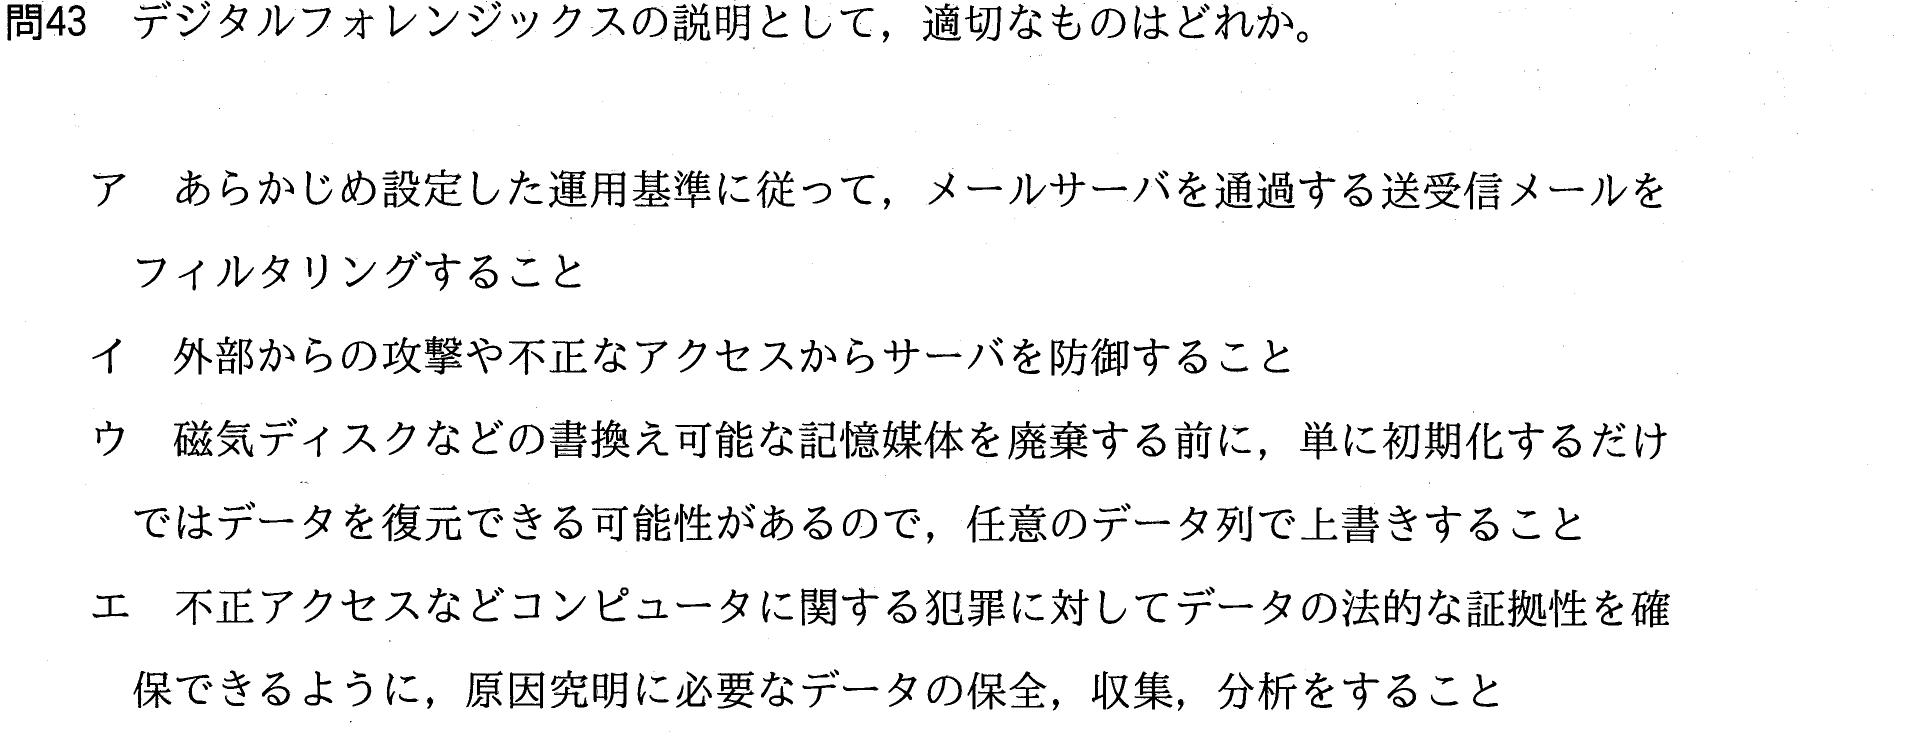 問43　デジタルフォレンジックスの説明として，適切なものはどれか。
ア　あらかじめ設定した運用基準に従って，メールサーバを通過する送受信メールを
フィルタリングすること
イ　外部からの攻撃や不正なアクセスからサーバを防御すること
ウ　磁気ディスクなどの書換え可能な記憶媒体を廃棄する前に，単に初期化するだけ
ではデータを復元できる可能性があるので，任意のデータ列で上書きすること
エ　不正アクセスなどコンピュータに関する犯罪に対してデータの法的な証拠性を確
保できるように，原因究明に必要なデータの保全，収集，分析をすること